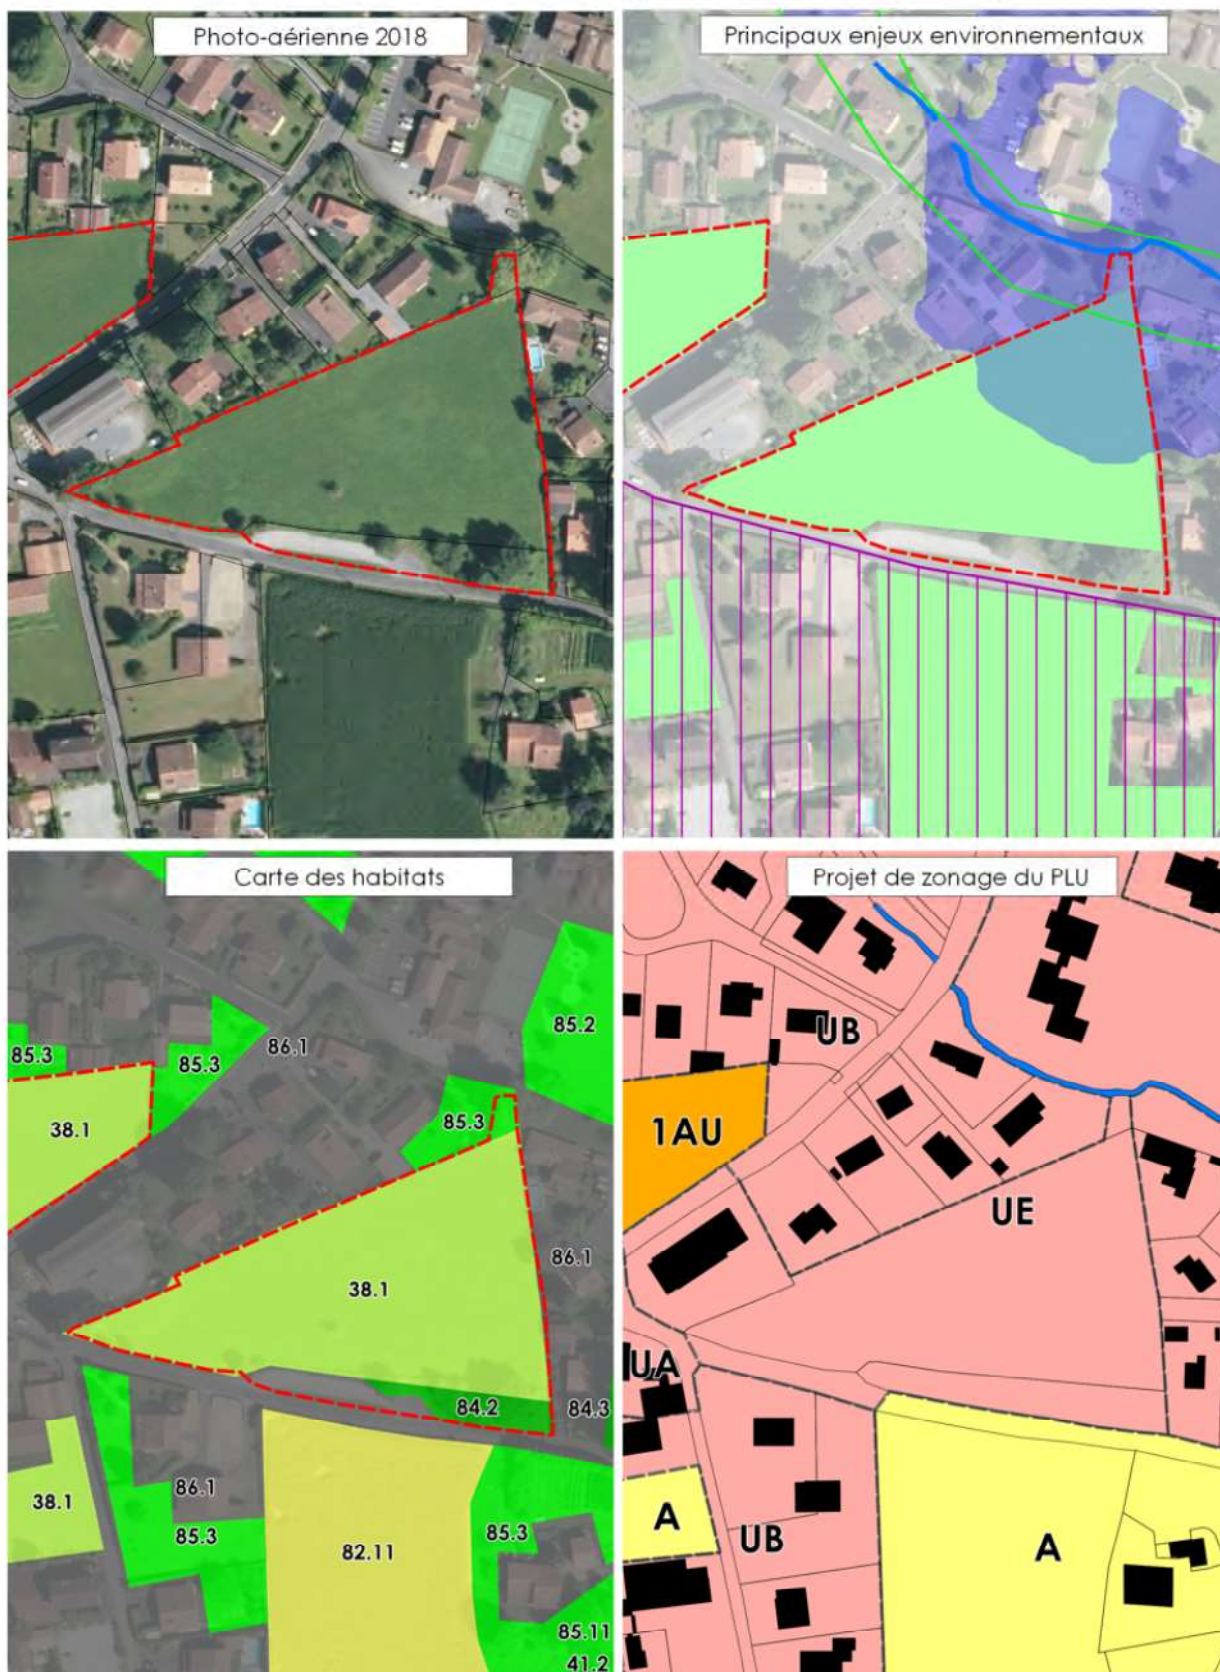 Photo-aérienne 2018
Principaux enjeux environnementaux
Carte des habitats
85.2
86.1
85.3
85.3
85.3
38.1
86.1
38.1
84.2
84.3
38.1
86.1
85.3
82.11
85.3
85.11
41.2
Projet de zonage du PLU
UB
1AU
UE
UA
A
UB
A